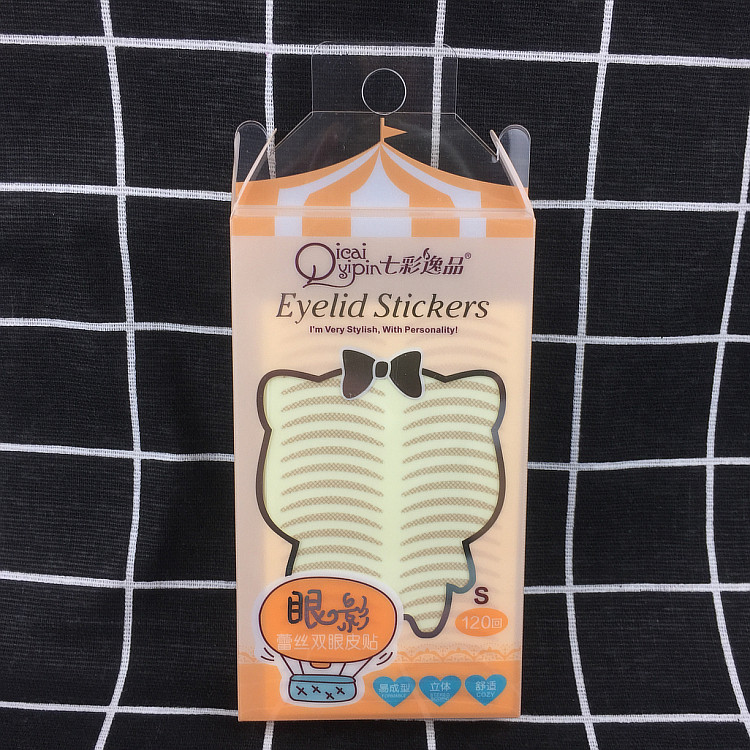 Qicai
yipin七彩逸品®
Eyelid Stickers
I'm Very Stylish, With Personality!
S
120回
眼影
蕾丝双眼皮贴
易成型 立体 舒适
COZY